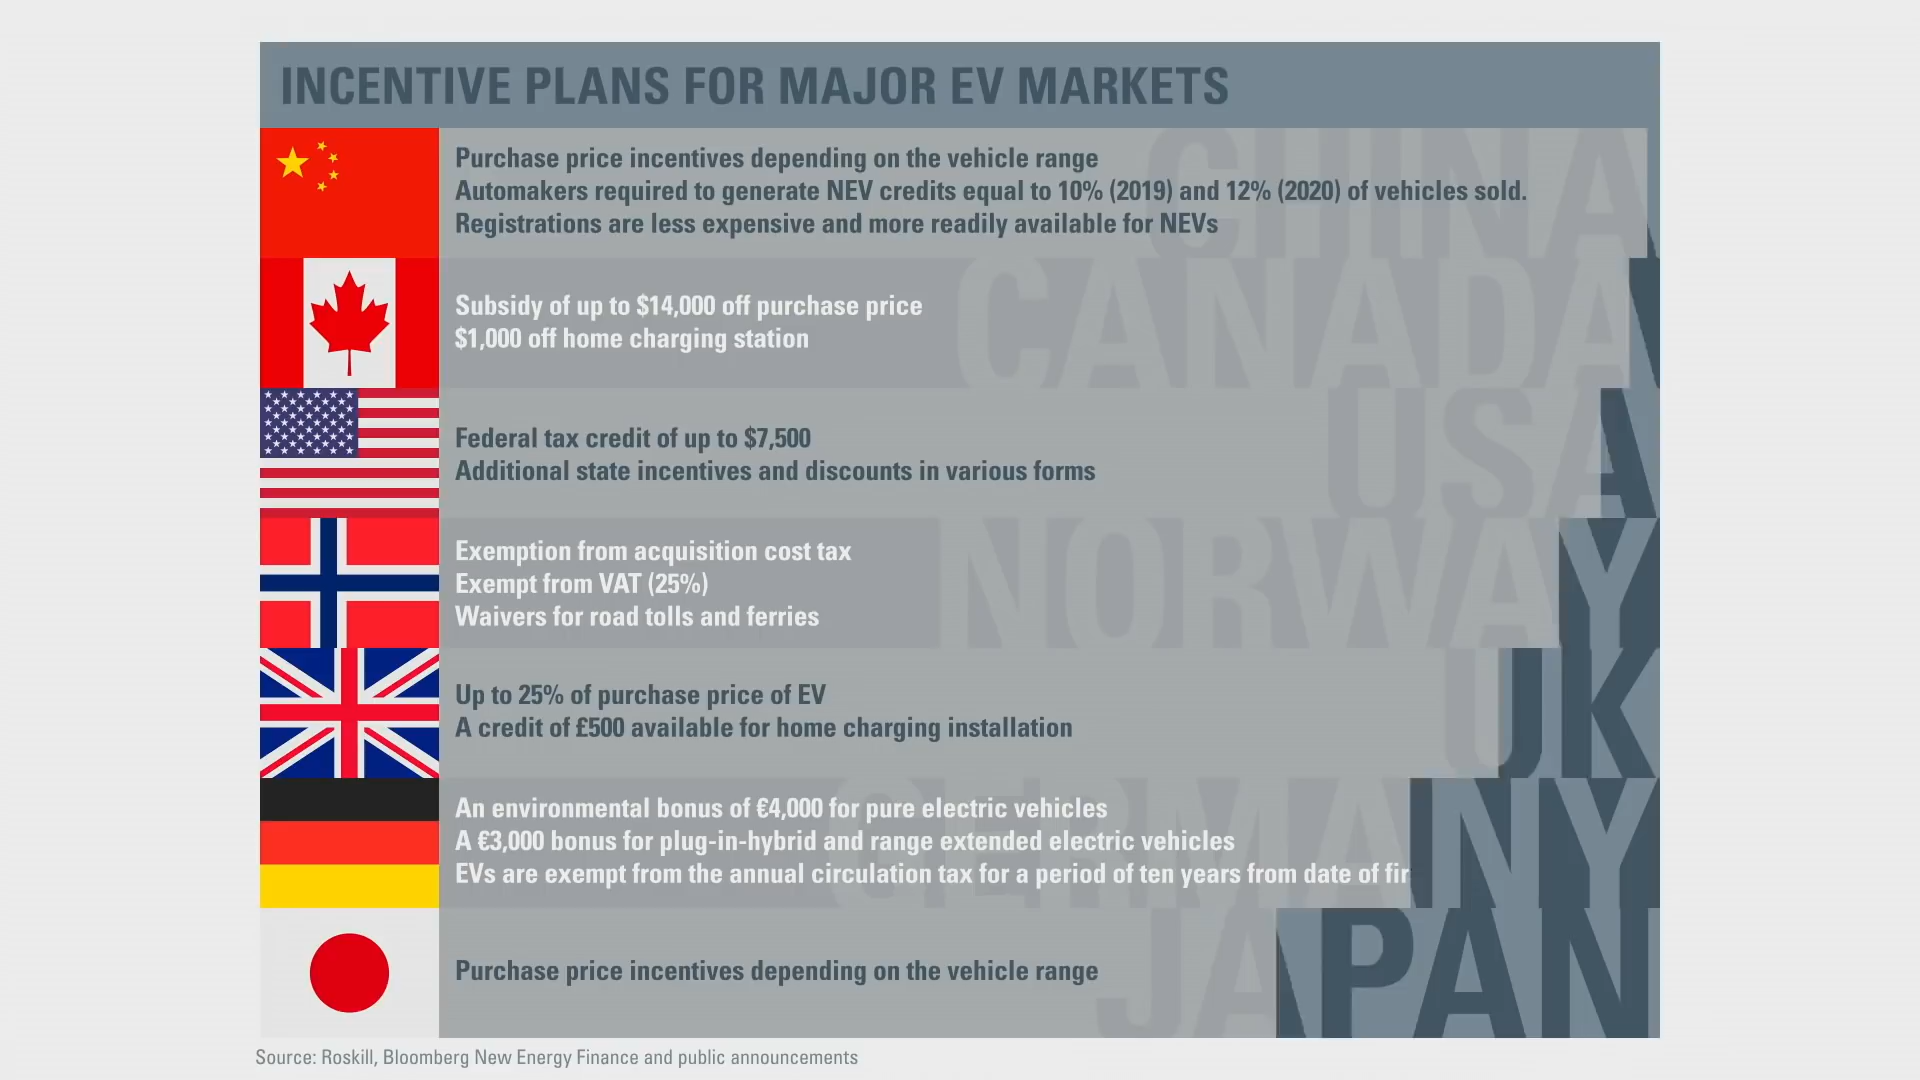 INCENTIVE PLANS FOR MAJOR EV MARKETS
CHINA
Purchase price incentives depending on the vehicle range
Automakers required to generate NEV credits equal to 10% (2019) and 12% (2020) of vehicles sold.
Registrations are less expensive and more readily available for NEVs
CANADA
Subsidy of up to $14,000 off purchase price
$1,000 off home charging station
USA
Federal tax credit of up to $7,500
Additional state incentives and discounts in various forms
NORWAY
Exemption from acquisition cost tax
Exempt from VAT (25%)
Waivers for road tolls and ferries
UK
Up to 25% of purchase price of EV
A credit of £500 available for home charging installation
GERMANY
An environmental bonus of €4,000 for pure electric vehicles
A €3,000 bonus for plug-in-hybrid and range extended electric vehicles
EVs are exempt from the annual circulation tax for a period of ten years from date of fir
JAPAN
Purchase price incentives depending on the vehicle range
Source: Roskill, Bloomberg New Energy Finance and public announcements